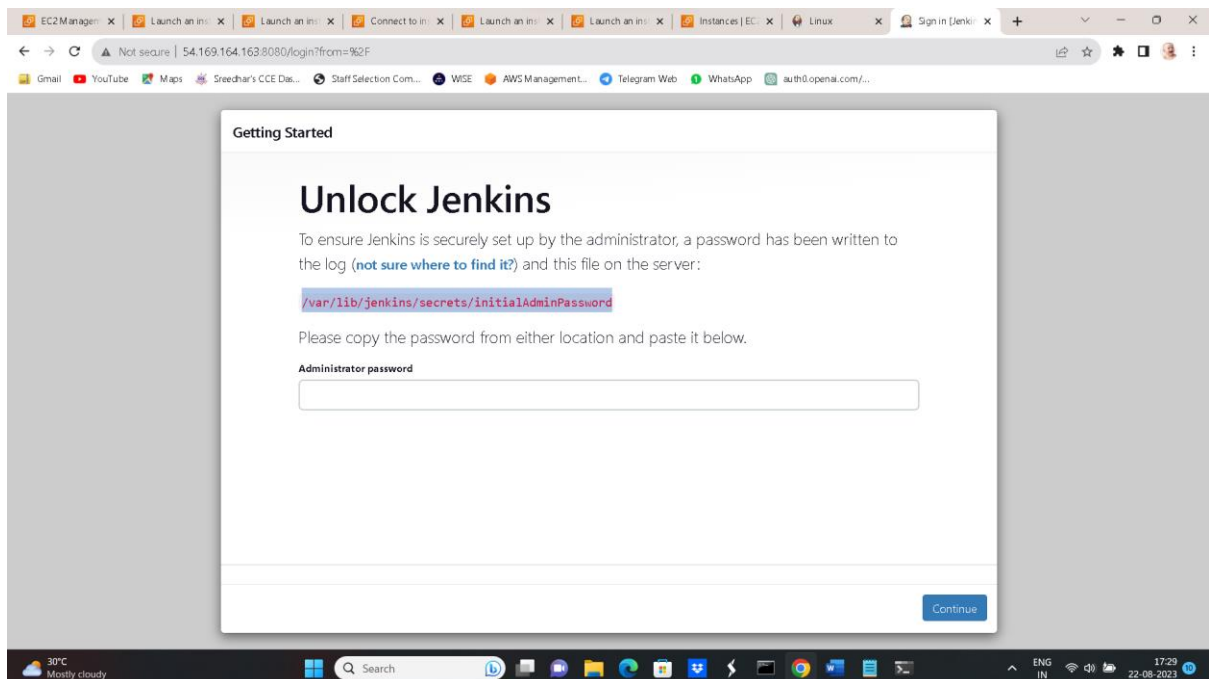 EC2 Managem
Launch an ins
Launch an ins
Connect to in
Launch an ins
Launch an ins
Instances | EC
Linux
Sign in [Jenkin
Not secure | 54.169.164.163:8080/login?from=%2F
Gmail
YouTube
Maps
Sreedhar's CCE Das...
Staff Selection Com...
WISE
AWS Management...
Telegram Web
WhatsApp
auth0.openai.com/...
Getting Started
Unlock Jenkins
To ensure Jenkins is securely set up by the administrator, a password has been written to
the log (not sure where to find it?) and this file on the server:
/var/lib/jenkins/secrets/initialAdminPassword
Please copy the password from either location and paste it below.
Administrator password
Continue
30°C
Mostly cloudy
Search
ENG
IN
17:29
22-08-2023
10